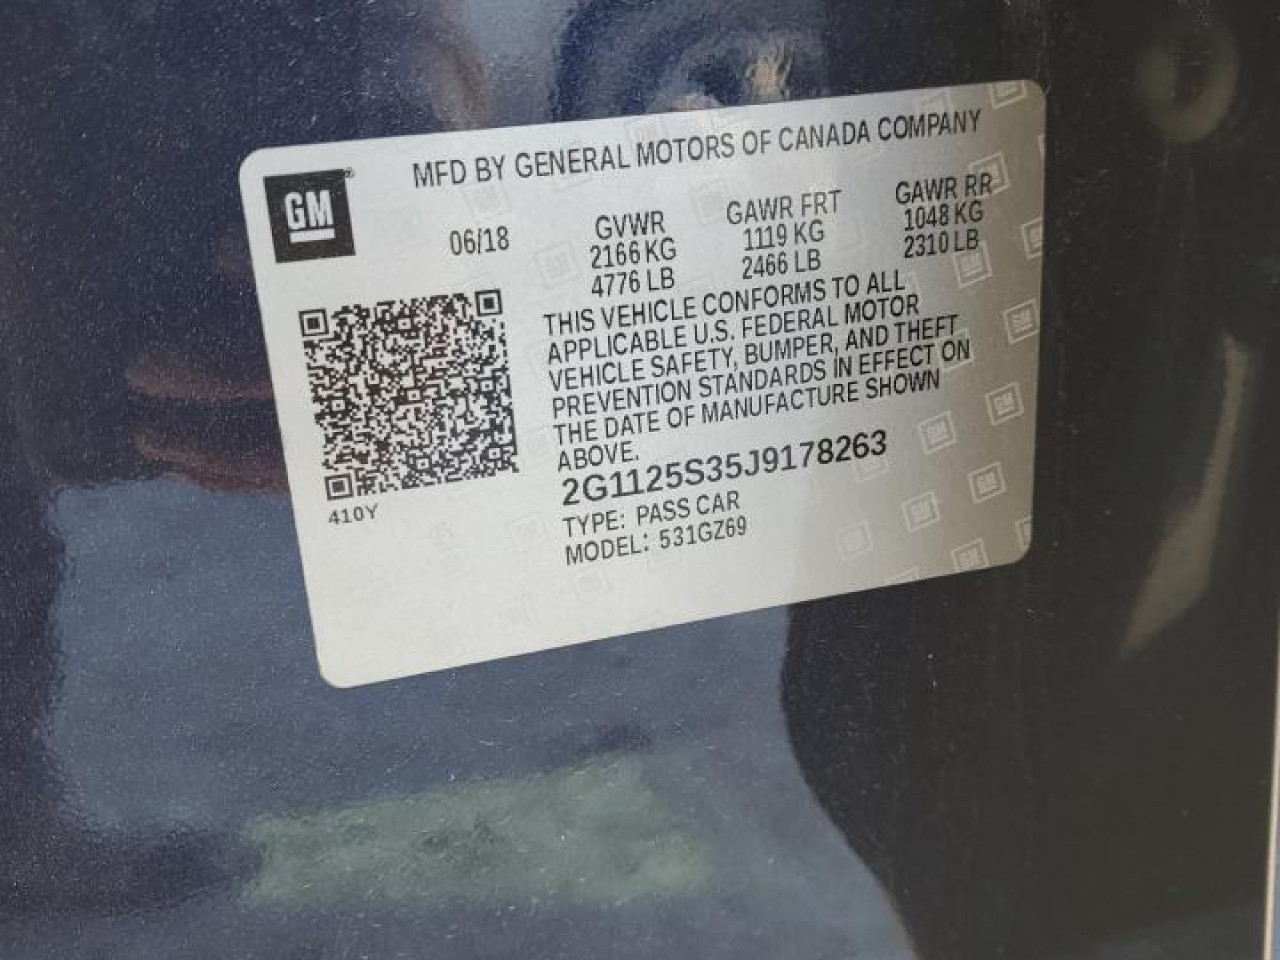 GM
MFD BY GENERAL MOTORS OF CANADA COMPANY
06/18 GVWR GAWR FRT GAWR RR
2166 KG 1119 KG 1048 KG
4776 LB 2466 LB 2310 LB
THIS VEHICLE CONFORMS TO ALL
APPLICABLE U.S. FEDERAL MOTOR
VEHICLE SAFETY, BUMPER, AND THEFT
PREVENTION STANDARDS IN EFFECT ON
THE DATE OF MANUFACTURE SHOWN
ABOVE.
2G1125S35J9178263
TYPE: PASS CAR
MODEL: 531GZ69
410Y